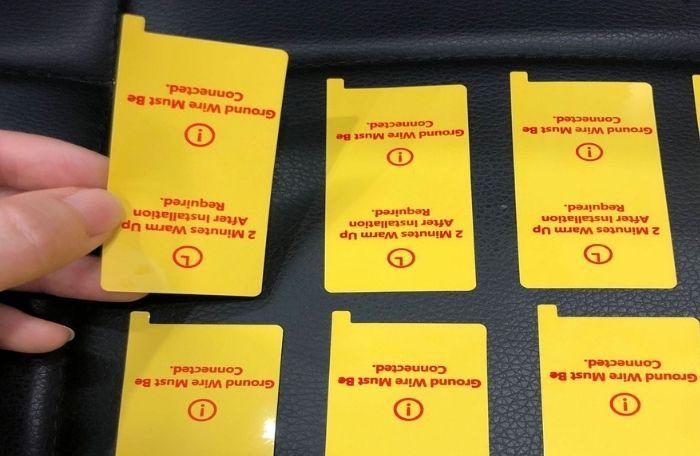 Ground Wire Must Be
Connected.
Ground Wire Must Be
Connected.
Ground Wire Must Be
Connected.
2 Minutes Warm Up
After Installation
Required.
Ground Wire Must Be
Connected.
2 Minutes Warm Up
After Installation
Required.
Ground Wire Must Be
Connected.
2 Minutes Warm Up
After Installation
Required.
Ground Wire Must Be
Connected.